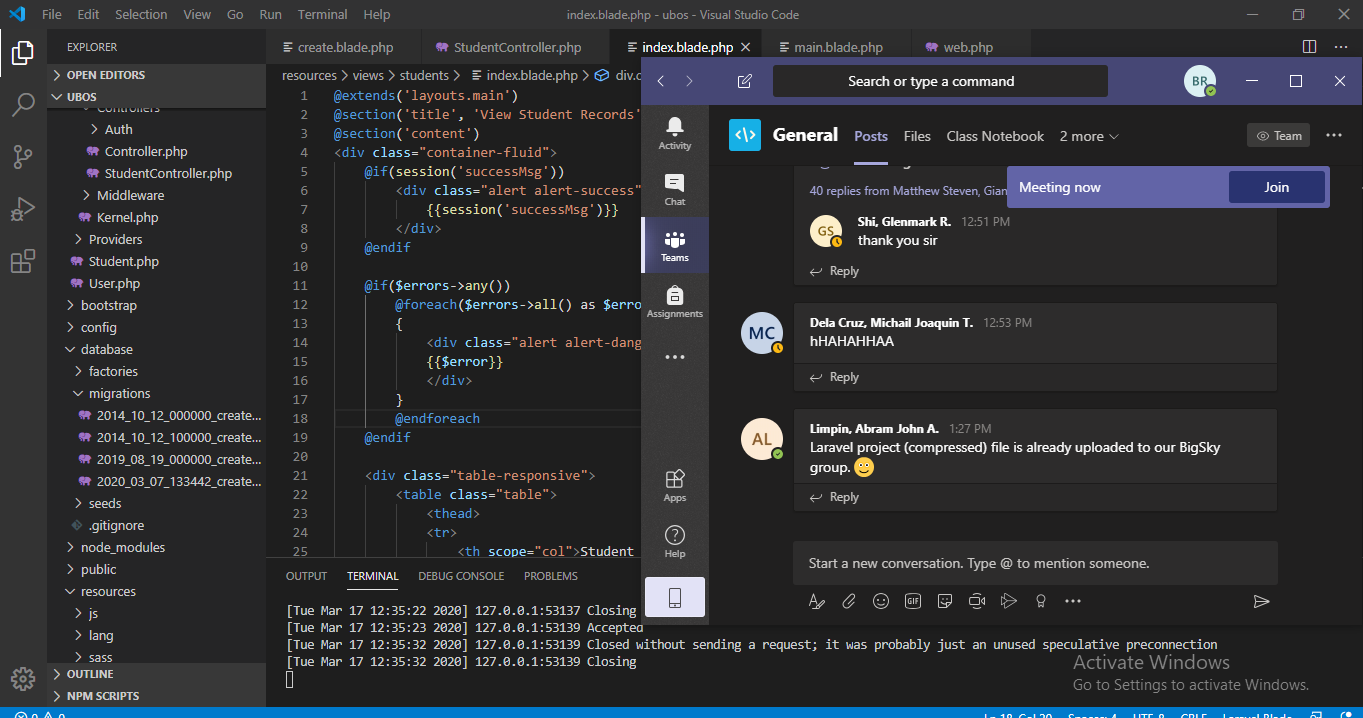 File Edit Selection View Go Run Terminal Help index.blade.php - ubos - Visual Studio Code
EXPLORER
OPEN EDITORS
UBOS
Controllers
Auth
Controller.php
StudentController.php
Middleware
Kernel.php
Providers
Student.php
User.php
bootstrap
config
database
factories
migrations
2014_10_12_000000_create...
2014_10_12_100000_create...
2019_08_19_000000_create...
2020_03_07_133442_create...
seeds
.gitignore
node_modules
public
resources
js
lang
sass
OUTLINE
NPM SCRIPTS
create.blade.php StudentController.php index.blade.php main.blade.php web.php
resources > views > students > index.blade.php > div.c
1 @extends('layouts.main')
2 @section('title', 'View Student Records'
3 @section('content')
4 <div class="container-fluid">
5 @if(session('successMsg'))
6 <div class="alert alert-success"
7 {{session('successMsg')}}
8 </div>
9 @endif
10
11 @if($errors->any())
12 @foreach($errors->all() as $erro
13 {
14 <div class="alert alert-dang
15 {{$error}}
16 </div>
17 }
18 @endforeach
19 @endif
20
21 <div class="table-responsive">
22 <table class="table">
23 <thead>
24 <tr>
25 <th scope="col">Student
OUTPUT TERMINAL DEBUG CONSOLE PROBLEMS
[Tue Mar 17 12:35:22 2020] 127.0.0.1:53137 Closing
[Tue Mar 17 12:35:23 2020] 127.0.0.1:53139 Accepted
[Tue Mar 17 12:35:32 2020] 127.0.0.1:53139 Closed without sending a request; it was probably just an unused speculative preconnection
[Tue Mar 17 12:35:32 2020] 127.0.0.1:53139 Closing
Search or type a command
BR
Activity
Chat
Teams
Assignments
Apps
Help
General Posts Files Class Notebook 2 more Team
Meeting now Join
40 replies from Matthew Steven, Gian
GS
Shi, Glenmark R. 12:51 PM
thank you sir
Reply
MC
Dela Cruz, Michail Joaquin T. 12:53 PM
hHAHAHHAA
Reply
AL
Limpin, Abram John A. 1:27 PM
Laravel project (compressed) file is already uploaded to our BigSky
group.
Reply
Start a new conversation. Type @ to mention someone.
GIF
Activate Windows
Go to Settings to activate Windows.
0 0 Ln 18, Col 20 Spaces: 4 UTF-8 CRLF Laravel Blade